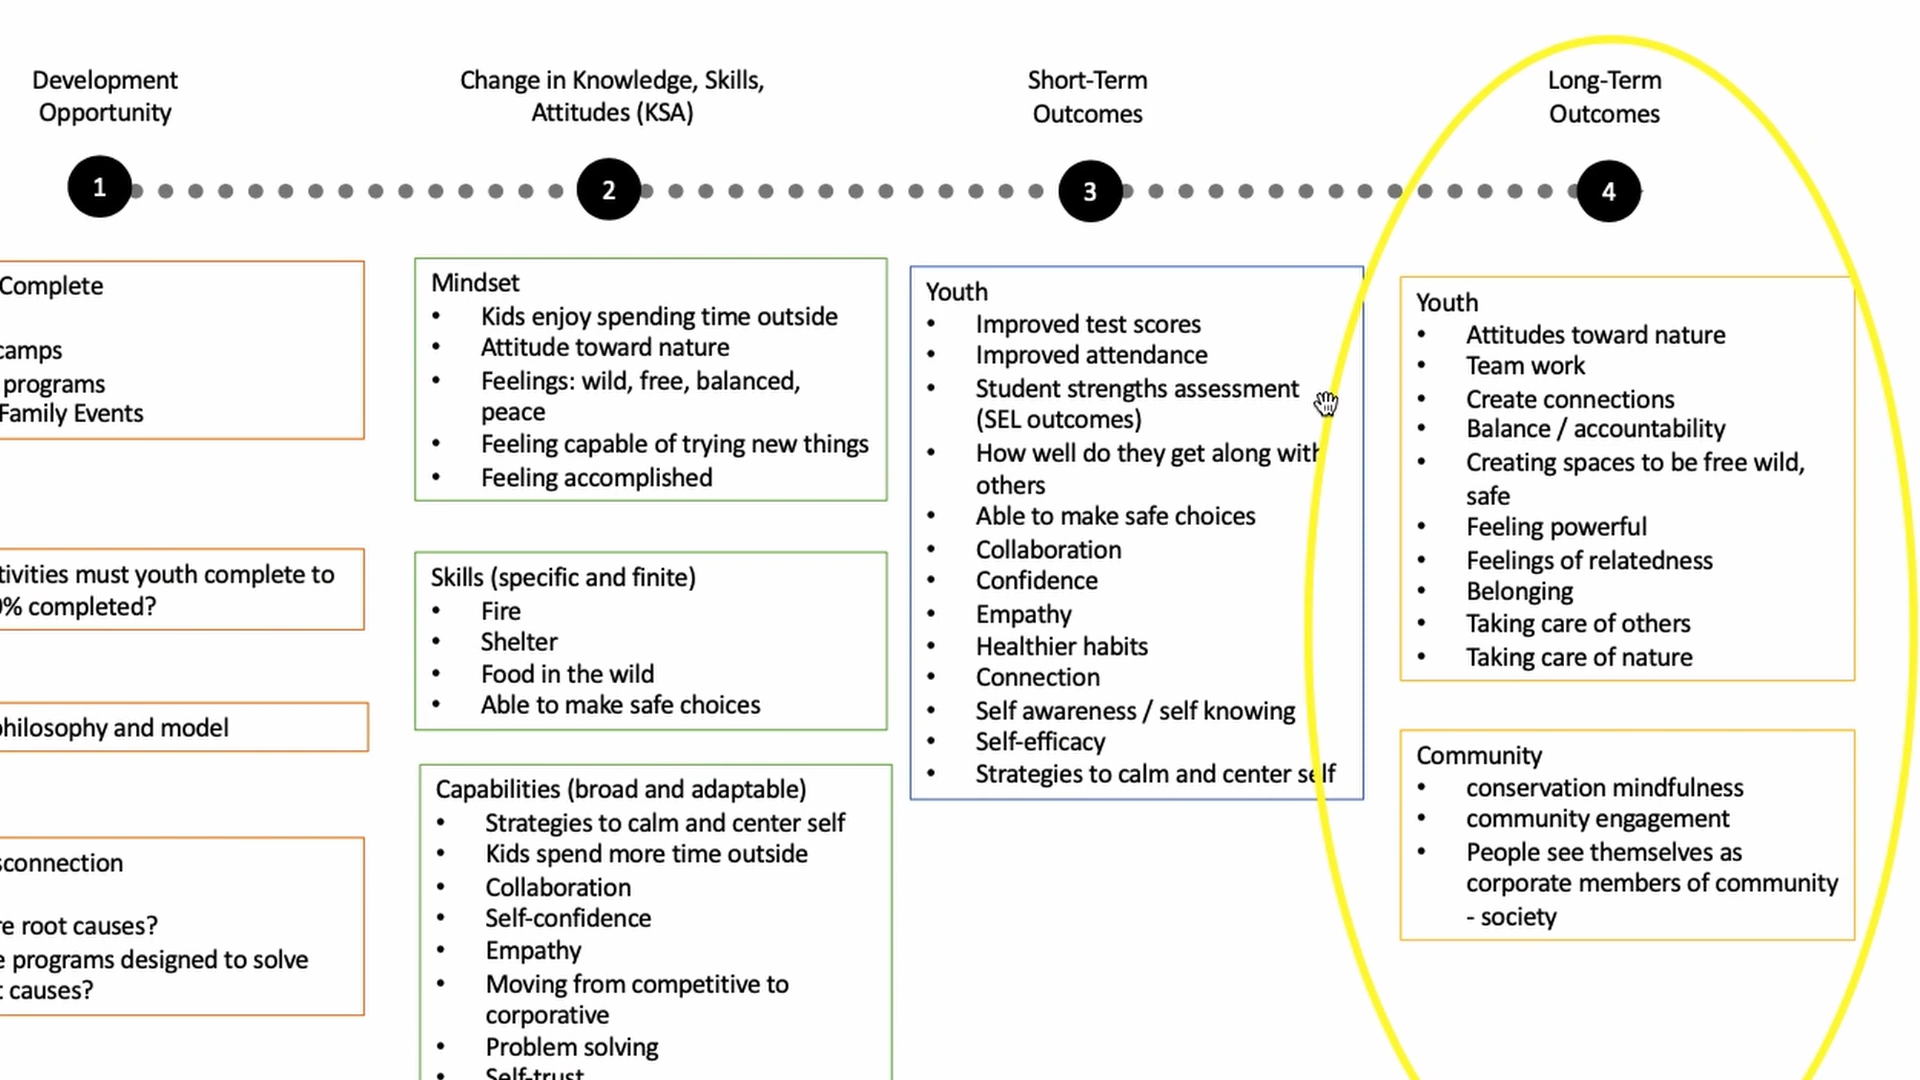 Development
Opportunity
Change in Knowledge, Skills,
Attitudes (KSA)
Short-Term
Outcomes
Long-Term
Outcomes
1
2
3
4
Complete
camps
programs
Family Events
tivities must youth complete to
% completed?
philosophy and model
sconnection
re root causes?
e programs designed to solve
t causes?
Mindset
• Kids enjoy spending time outside
• Attitude toward nature
• Feelings: wild, free, balanced,
peace
• Feeling capable of trying new things
• Feeling accomplished
Skills (specific and finite)
• Fire
• Shelter
• Food in the wild
• Able to make safe choices
Capabilities (broad and adaptable)
• Strategies to calm and center self
• Kids spend more time outside
• Collaboration
• Self-confidence
• Empathy
• Moving from competitive to
corporative
• Problem solving
• Self-trust
Youth
• Improved test scores
• Improved attendance
• Student strengths assessment
(SEL outcomes)
• How well do they get along with
others
• Able to make safe choices
• Collaboration
• Confidence
• Empathy
• Healthier habits
• Connection
• Self awareness / self knowing
• Self-efficacy
• Strategies to calm and center self
Youth
• Attitudes toward nature
• Team work
• Create connections
• Balance / accountability
• Creating spaces to be free wild,
safe
• Feeling powerful
• Feelings of relatedness
• Belonging
• Taking care of others
• Taking care of nature
Community
• conservation mindfulness
• community engagement
• People see themselves as
corporate members of community
- society